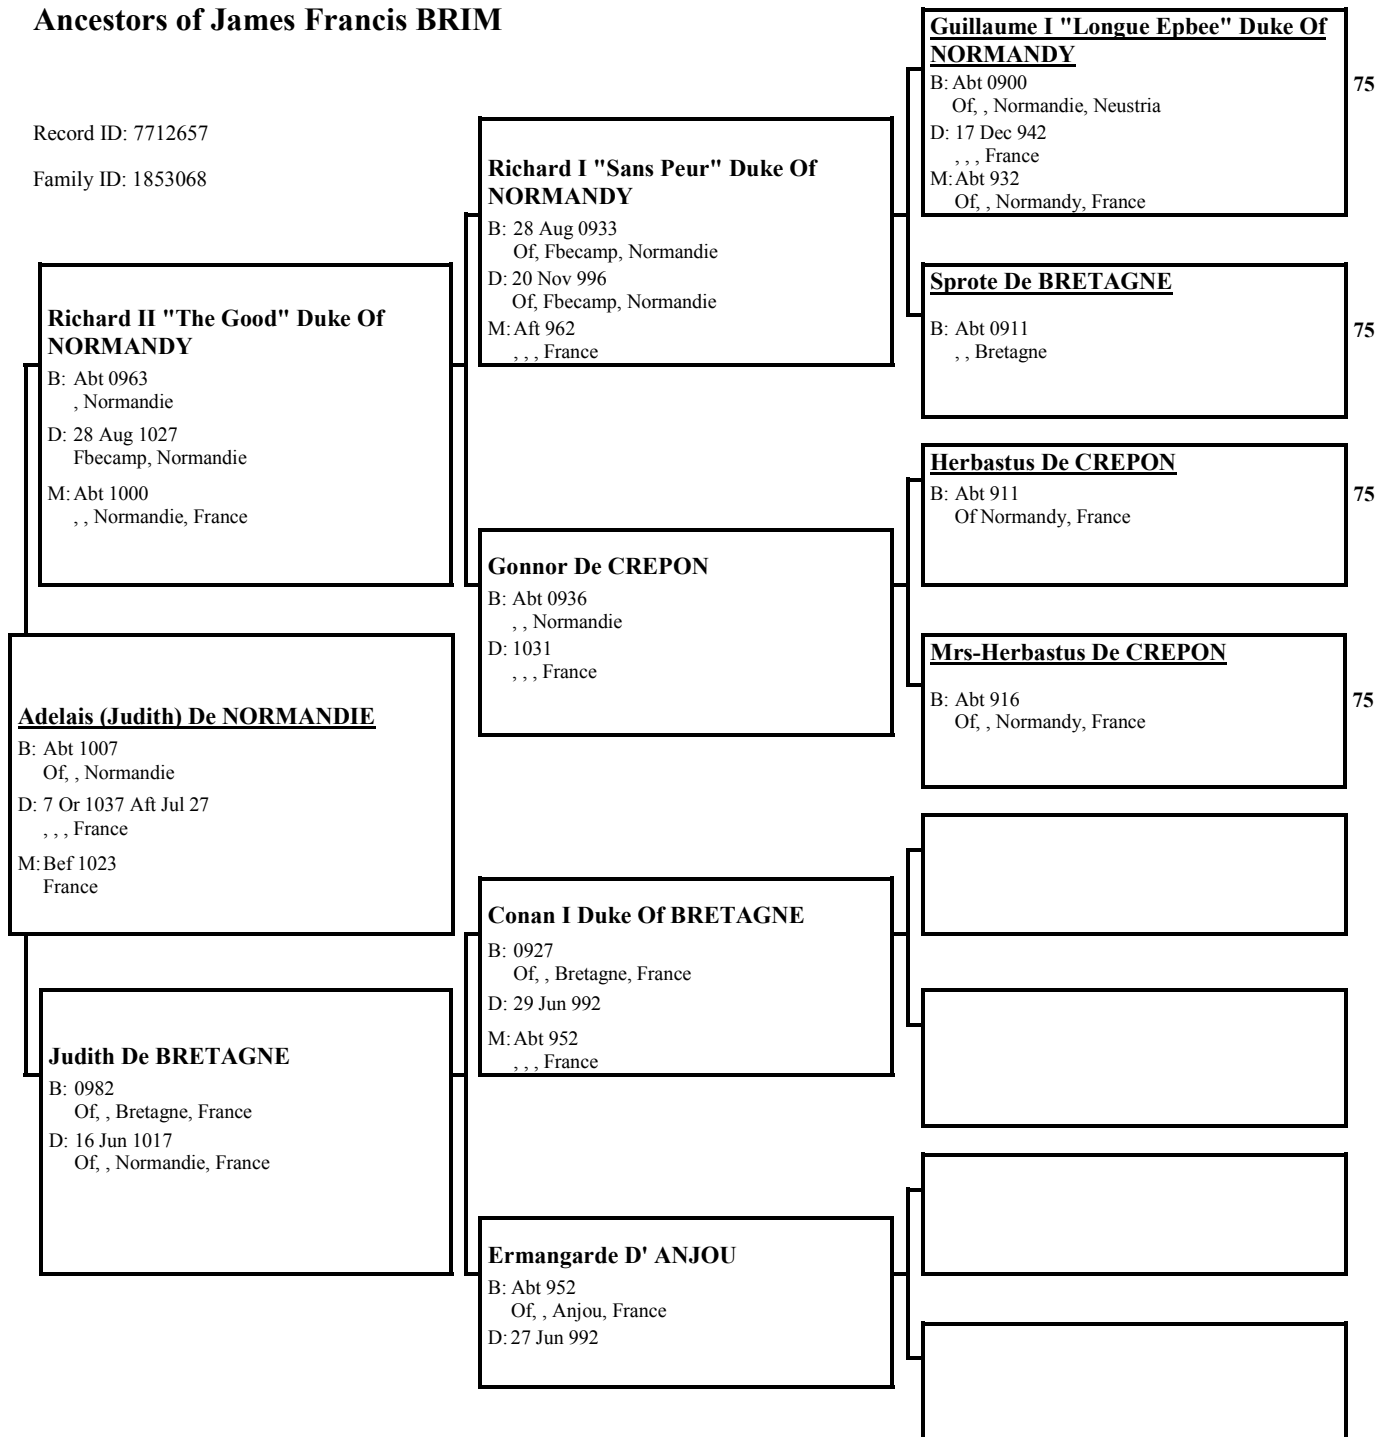 Ancestors of James Francis BRIM
Record ID: 7712657
Family ID: 1853068
Richard II "The Good" Duke Of
NORMANDY
B: Abt 0963
, Normandie
D: 28 Aug 1027
Fbecamp, Normandie
M: Abt 1000
, , Normandie, France
Adelais (Judith) De NORMANDIE
B: Abt 1007
Of, , Normandie
D: 7 Or 1037 Aft Jul 27
, , , France
M: Bef 1023
France
Judith De BRETAGNE
B: 0982
Of, , Bretagne, France
D: 16 Jun 1017
Of, , Normandie, France
Richard I "Sans Peur" Duke Of
NORMANDY
B: 28 Aug 0933
Of, Fbecamp, Normandie
D: 20 Nov 996
Of, Fbecamp, Normandie
M: Aft 962
, , , France
Gonnor De CREPON
B: Abt 0936
, , Normandie
D: 1031
, , , France
Conan I Duke Of BRETAGNE
B: 0927
Of, , Bretagne, France
D: 29 Jun 992
M: Abt 952
, , , France
Ermangarde D' ANJOU
B: Abt 952
Of, , Anjou, France
D: 27 Jun 992
Guillaume I "Longue Epbee" Duke Of
NORMANDY
B: Abt 0900
Of, , Normandie, Neustria
D: 17 Dec 942
, , , France
M: Abt 932
Of, , Normandy, France
75
Sprote De BRETAGNE
B: Abt 0911
, , Bretagne
75
Herbastus De CREPON
B: Abt 911
Of Normandy, France
75
Mrs-Herbastus De CREPON
B: Abt 916
Of, , Normandy, France
75